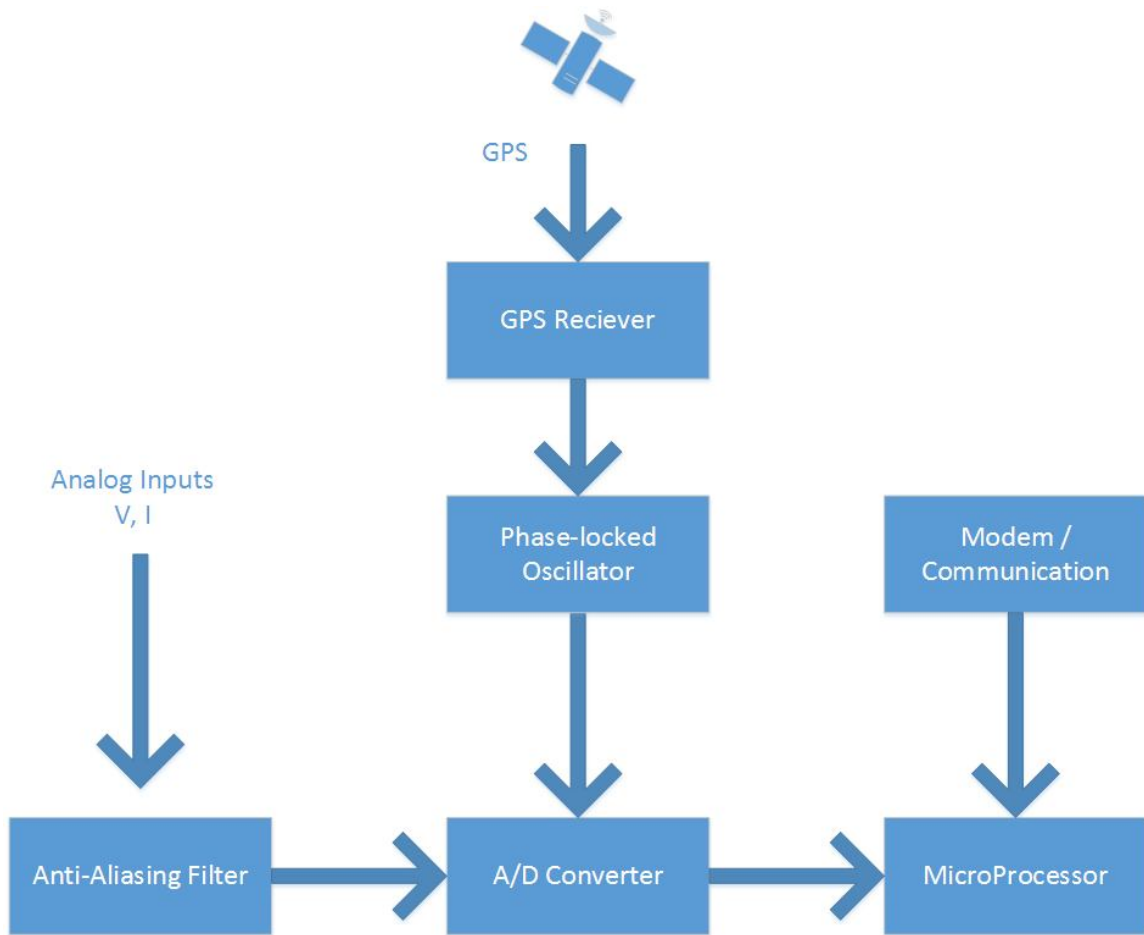 GPS
GPS Reciever
Analog Inputs
V, I
Phase-locked
Oscillator
Modem /
Communication
Anti-Aliasing Filter
A/D Converter
MicroProcessor